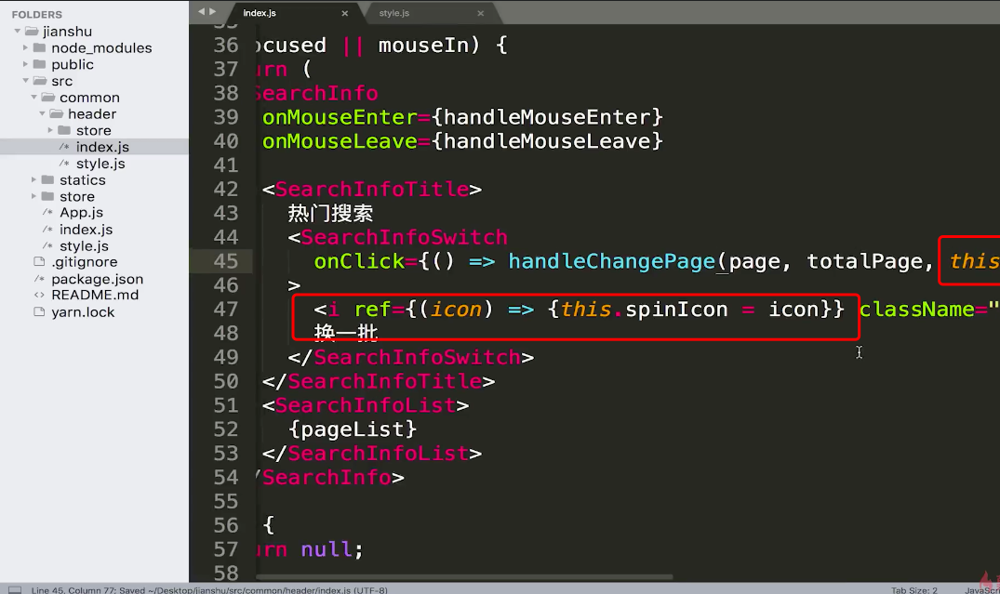 FOLDERS
jianshu
node_modules
public
src
common
header
store
index.js
style.js
statics
store
App.js
index.js
style.js
.gitignore
package.json
README.md
yarn.lock
index.js × style.js ×
36 ocused || mouseIn) {
37 urn (
38 SearchInfo
39 onMouseEnter={handleMouseEnter}
40 onMouseLeave={handleMouseLeave}
41
42 <SearchInfoTitle>
43 热门搜索
44 <SearchInfoSwitch
45 onClick={() => handleChangePage(page, totalPage, this
46 >
47 <i ref={(icon) => {this.spinIcon = icon}} className="
48 换一批
49 </SearchInfoSwitch>
50 </SearchInfoTitle>
51 <SearchInfoList>
52 {pageList}
53 </SearchInfoList>
54 /SearchInfo>
55
56 {
57 urn null;
58
Line 45, Column 77; Saved ~/Desktop/jianshu/src/common/header/index.js (UTF-8) Tab Size: 2 JavaSc